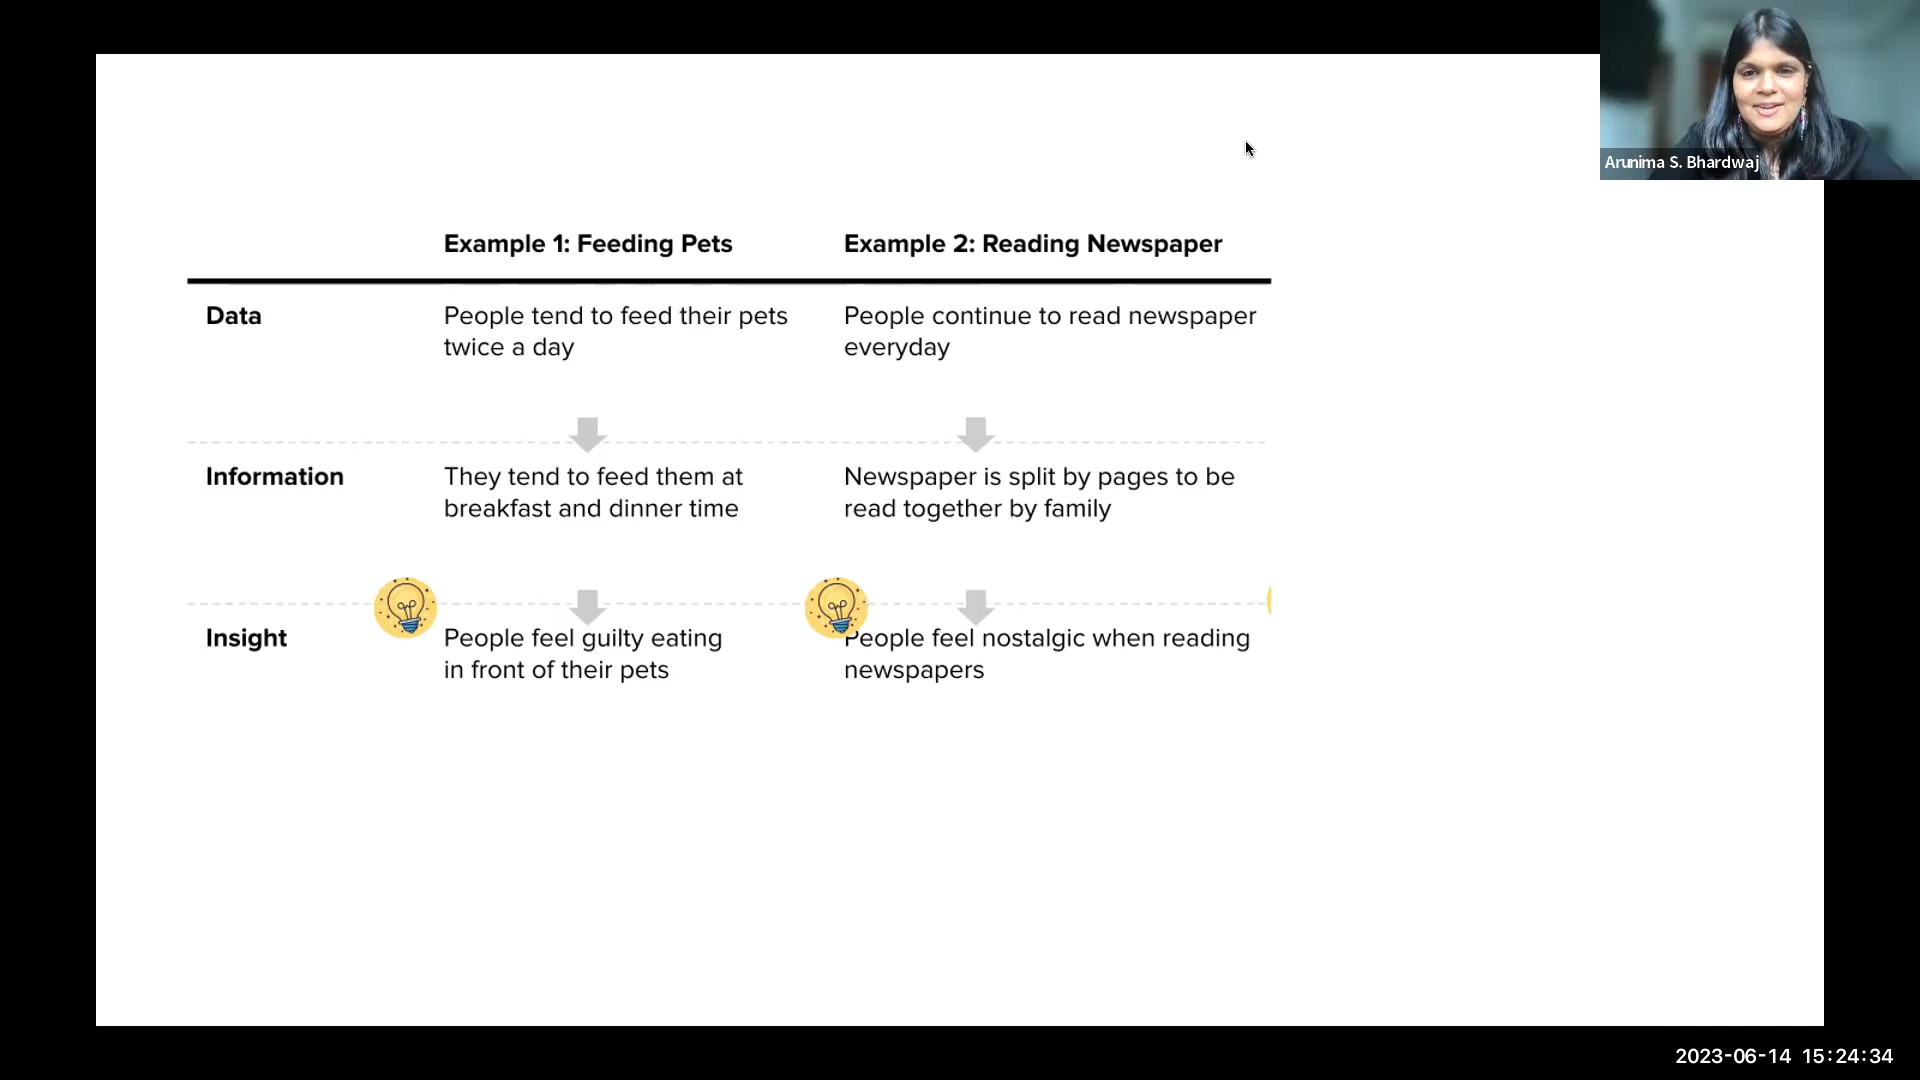 Arunima S. Bhardwaj
Example 1: Feeding Pets
Example 2: Reading Newspaper
Data
People tend to feed their pets
twice a day
People continue to read newspaper
everyday
Information
They tend to feed them at
breakfast and dinner time
Newspaper is split by pages to be
read together by family
Insight
People feel guilty eating
in front of their pets
People feel nostalgic when reading
newspapers
2023-06-14 15:24:34